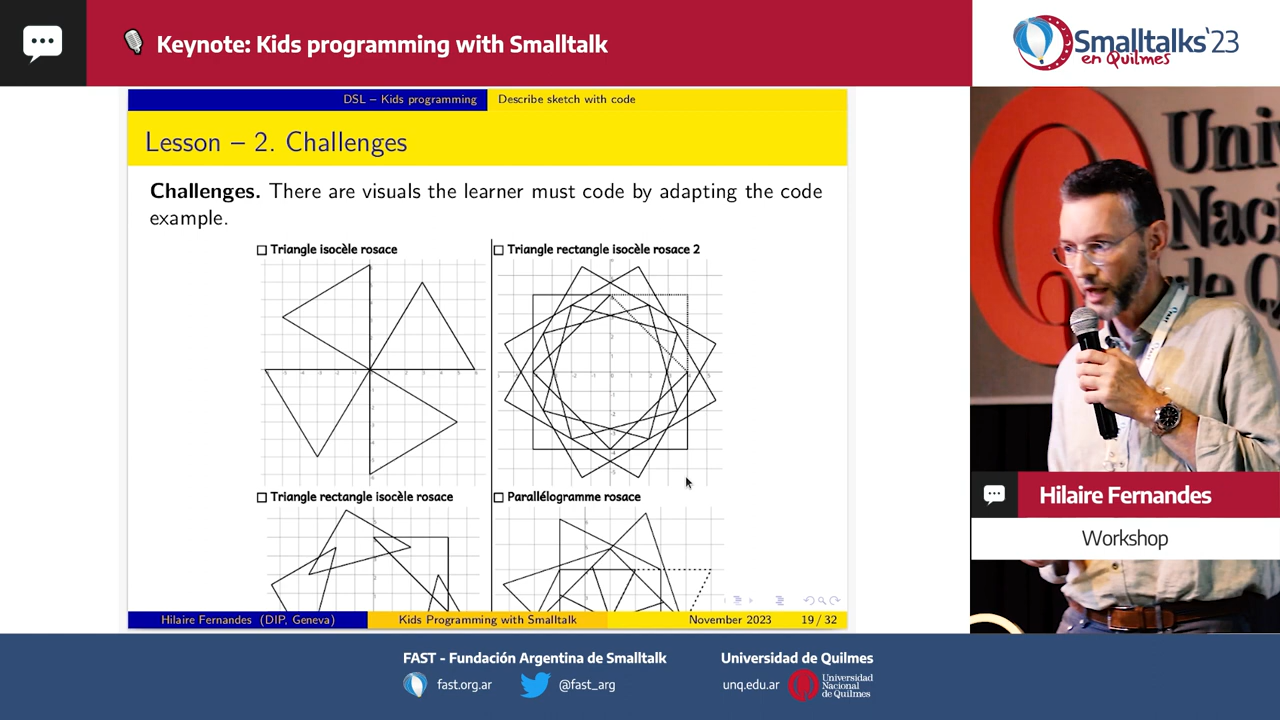 Keynote: Kids programming with Smalltalk
Smalltalks'23
en Quilmes
DSL – Kids programming
Describe sketch with code
Lesson – 2. Challenges
Challenges. There are visuals the learner must code by adapting the code
example.
Triangle isocèle rosace
Triangle rectangle isocèle rosace 2
Triangle rectangle isocèle rosace
Parallélogramme rosace
Hilaire Fernandes (DIP, Geneva)
Kids Programming with Smalltalk
November 2023
19 / 32
Hilaire Fernandes
Workshop
FAST - Fundación Argentina de Smalltalk
fast.org.ar
@fast_arg
Universidad de Quilmes
unq.edu.ar
Universidad
Nacional
de Quilmes